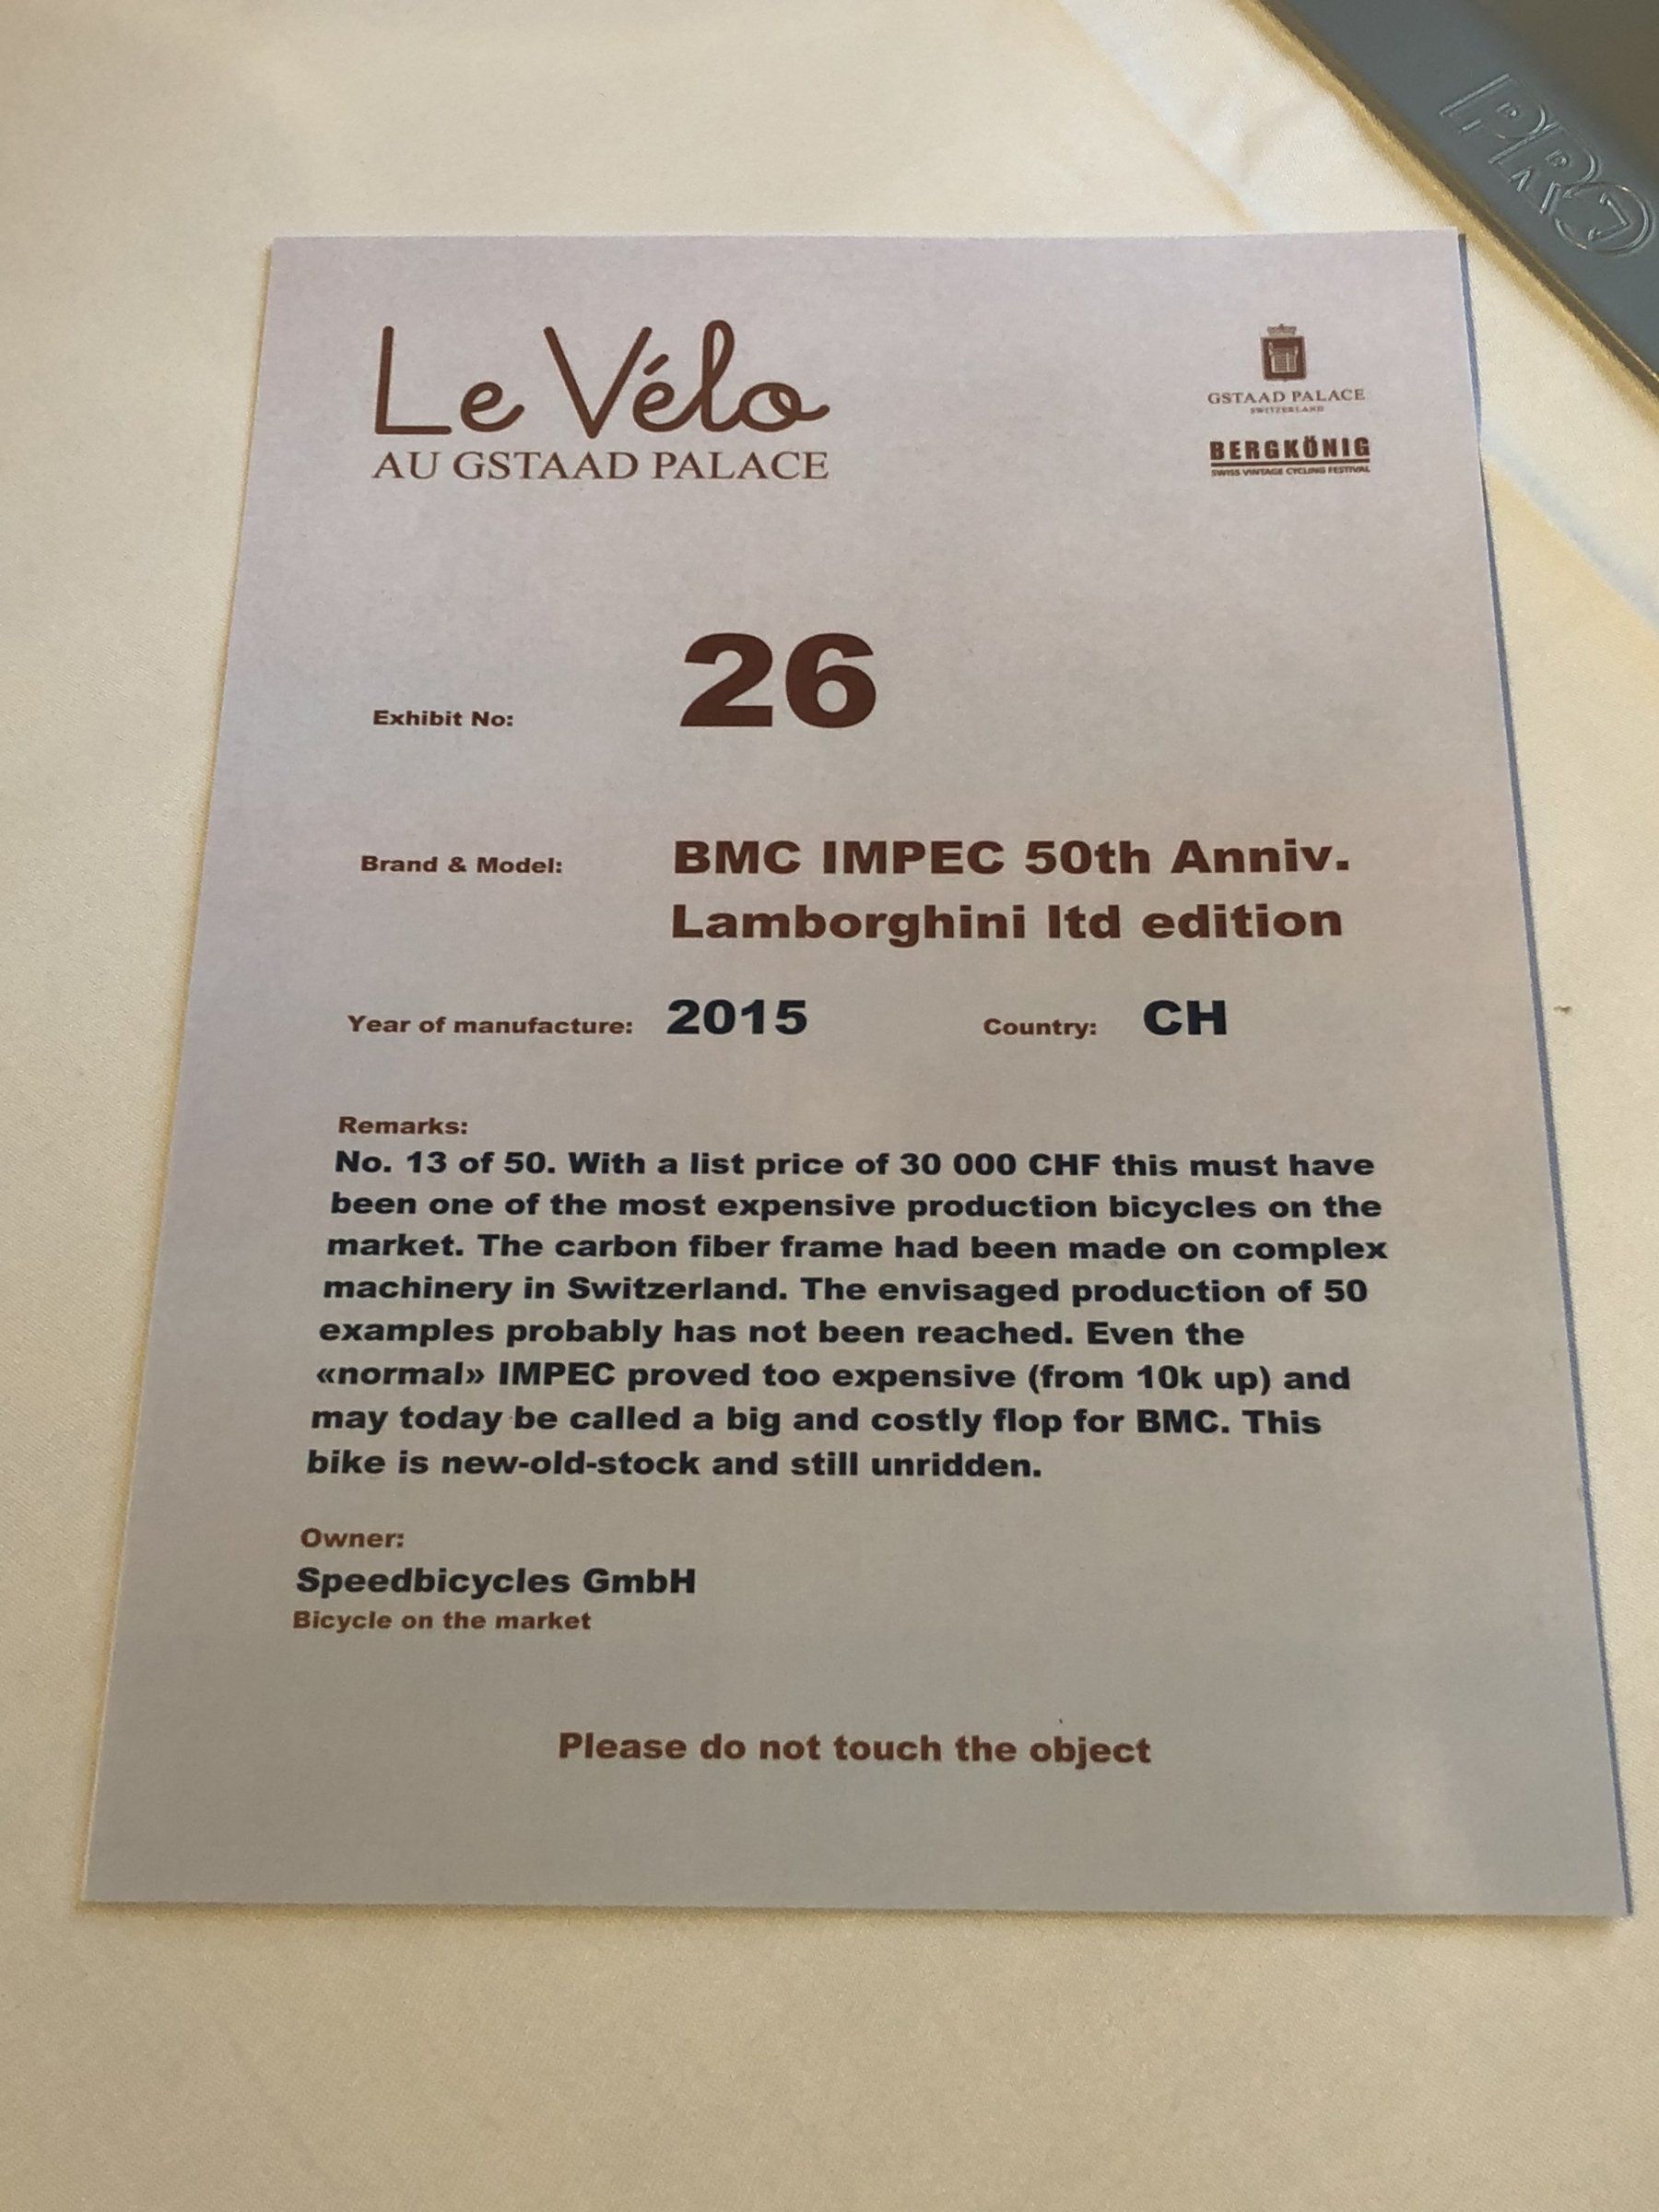 PRO
Le Vélo
AU GSTAAD PALACE
GSTAAD PALACE
SWITZERLAND
BERGKÖNIG
SWISS VINTAGE CYCLING FESTIVAL
Exhibit No: 26
Brand & Model: BMC IMPEC 50th Anniv.
Lamborghini ltd edition
Year of manufacture: 2015 Country: CH
Remarks:
No. 13 of 50. With a list price of 30 000 CHF this must have
been one of the most expensive production bicycles on the
market. The carbon fiber frame had been made on complex
machinery in Switzerland. The envisaged production of 50
examples probably has not been reached. Even the
«normal» IMPEC proved too expensive (from 10k up) and
may today be called a big and costly flop for BMC. This
bike is new-old-stock and still unridden.
Owner:
Speedbicycles GmbH
Bicycle on the market
Please do not touch the object